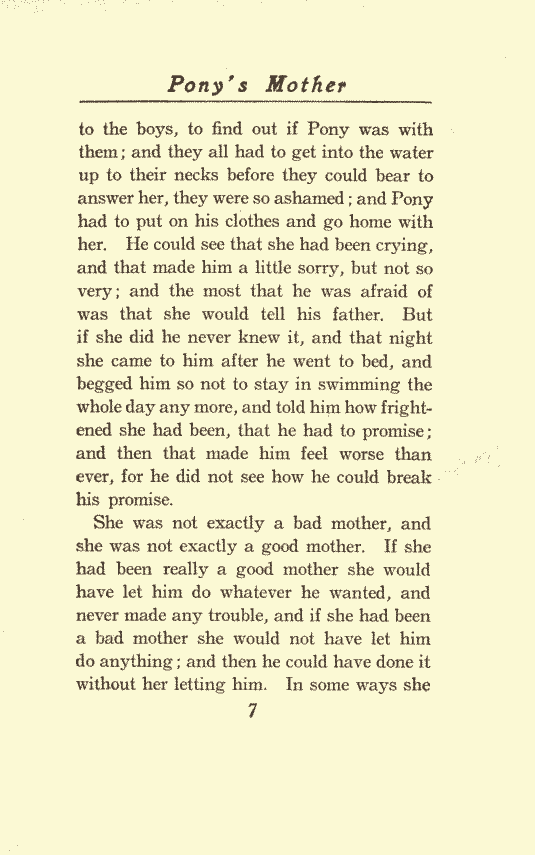 Pony's Mother
to the boys, to find out if Pony was with
them; and they all had to get into the water
up to their necks before they could bear to
answer her, they were so ashamed; and Pony
had to put on his clothes and go home with
her. He could see that she had been crying,
and that made him a little sorry, but not so
very; and the most that he was afraid of
was that she would tell his father. But
if she did he never knew it, and that night
she came to him after he went to bed, and
begged him so not to stay in swimming the
whole day any more, and told him how fright-
ened she had been, that he had to promise;
and then that made him feel worse than
ever, for he did not see how he could break
his promise.
She was not exactly a bad mother, and
she was not exactly a good mother. If she
had been really a good mother she would
have let him do whatever he wanted, and
never made any trouble, and if she had been
a bad mother she would not have let him
do anything; and then he could have done it
without her letting him. In some ways she
7